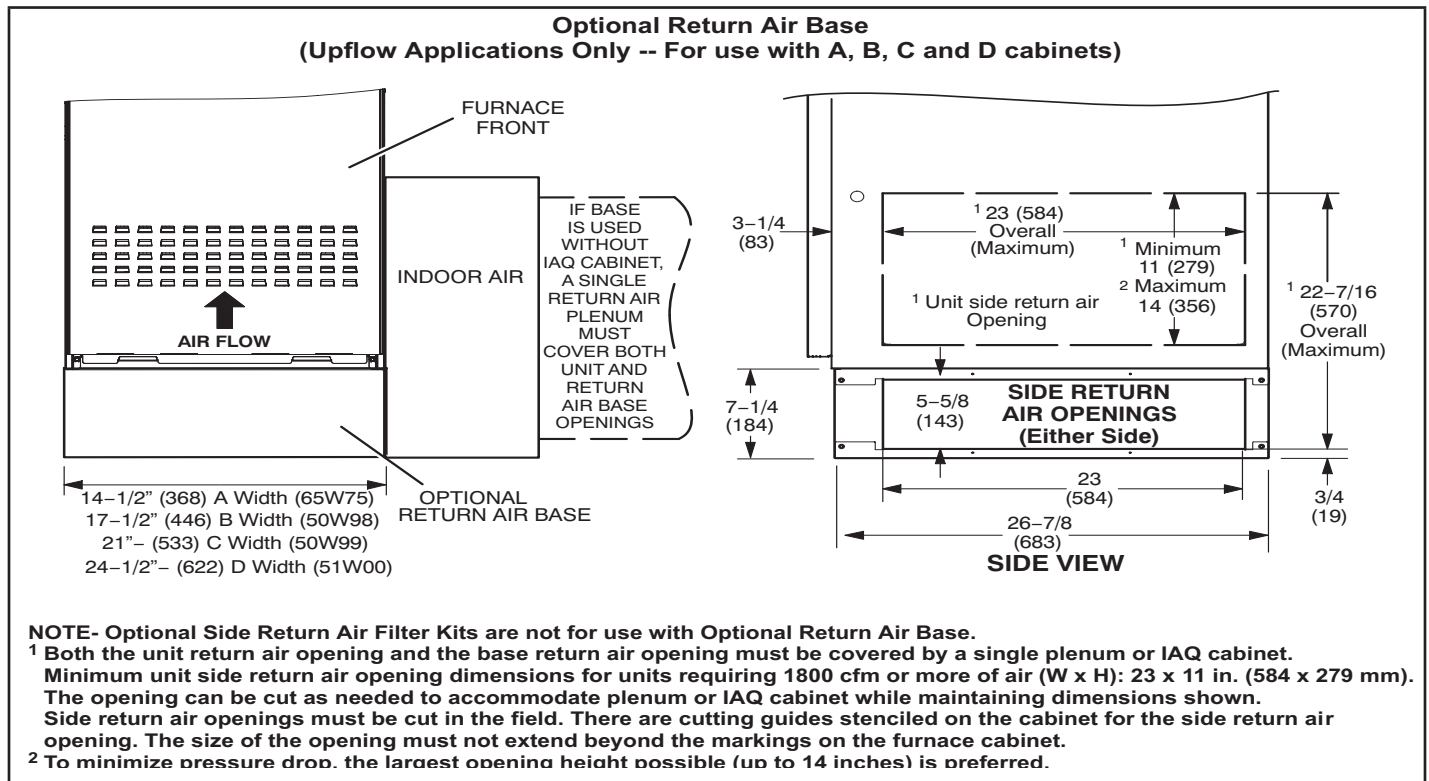 Optional Return Air Base
(Upflow Applications Only -- For use with A, B, C and D cabinets)
FURNACE
FRONT
AIR FLOW
INDOOR AIR
IF BASE
IS USED
WITHOUT
IAQ CABINET,
A SINGLE
RETURN AIR
PLENUM
MUST
COVER BOTH
UNIT AND
RETURN
AIR BASE
OPENINGS
14−1/2" (368) A Width (65W75)
17−1/2" (446) B Width (50W98)
21"− (533) C Width (50W99)
24−1/2"− (622) D Width (51W00)
OPTIONAL
RETURN AIR BASE
3−1/4
(83)
1 23 (584)
Overall
(Maximum)
1 Minimum
11 (279)
2 Maximum
14 (356)
1 Unit side return air
Opening
1 22−7/16
(570)
Overall
(Maximum)
7−1/4
(184)
5−5/8
(143)
SIDE RETURN
AIR OPENINGS
(Either Side)
23
(584)
3/4
(19)
26−7/8
(683)
SIDE VIEW
NOTE- Optional Side Return Air Filter Kits are not for use with Optional Return Air Base.
1 Both the unit return air opening and the base return air opening must be covered by a single plenum or IAQ cabinet.
Minimum unit side return air opening dimensions for units requiring 1800 cfm or more of air (W x H): 23 x 11 in. (584 x 279 mm).
The opening can be cut as needed to accommodate plenum or IAQ cabinet while maintaining dimensions shown.
Side return air openings must be cut in the field. There are cutting guides stenciled on the cabinet for the side return air
opening. The size of the opening must not extend beyond the markings on the furnace cabinet.
2 To minimize pressure drop, the largest opening height possible (up to 14 inches) is preferred.